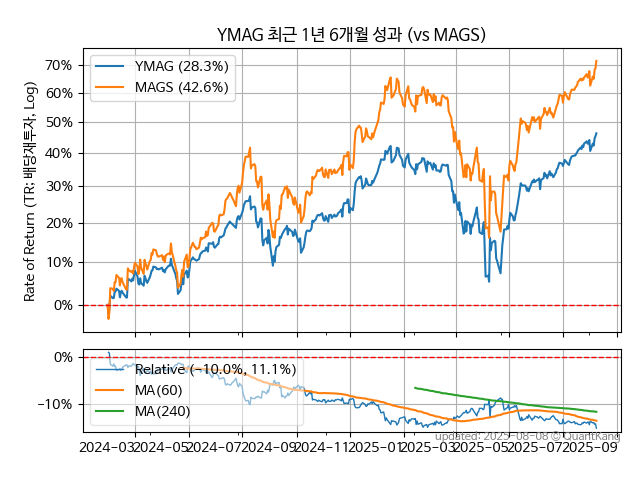 YMAG 최근 1년 6개월 성과 (vs MAGS)
Rate of Return (TR: 배당재투자, Log)
70%
60%
50%
40%
30%
20%
10%
0%
YMAG (28.3%)
MAGS (42.6%)
0%
−10%
Relative (−10.0%, 11.1%)
MA(60)
MA(240)
updated: 2025-08-08 © QuantKang
2024-03 2024-05 2024-07 2024-09 2024-11 2025-01 2025-03 2025-05 2025-07 2025-09